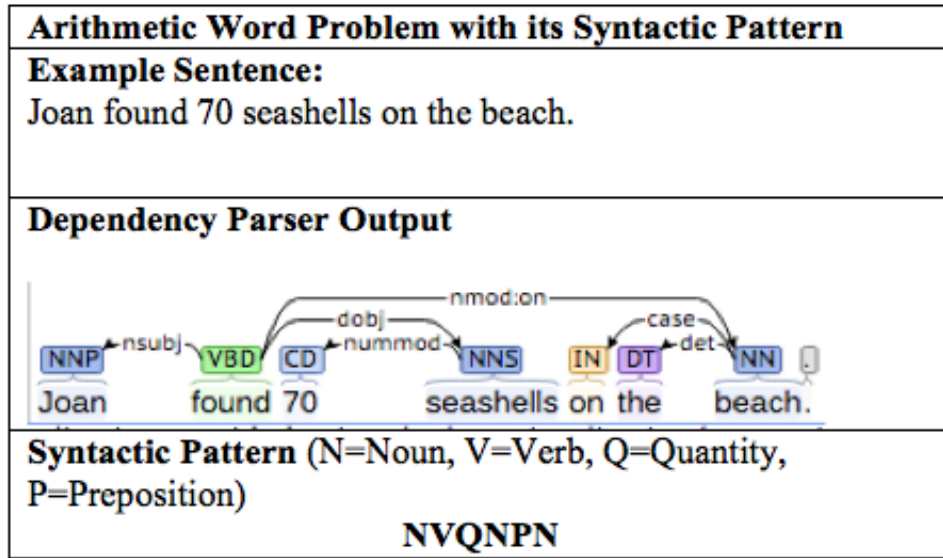 Arithmetic Word Problem with its Syntactic Pattern
Example Sentence:
Joan found 70 seashells on the beach.
Dependency Parser Output
nmod:on
dobj case
nsubj nummod det
NNP VBD CD NNS IN DT NN .
Joan found 70 seashells on the beach.
Syntactic Pattern (N=Noun, V=Verb, Q=Quantity,
P=Preposition)
NVQNPN